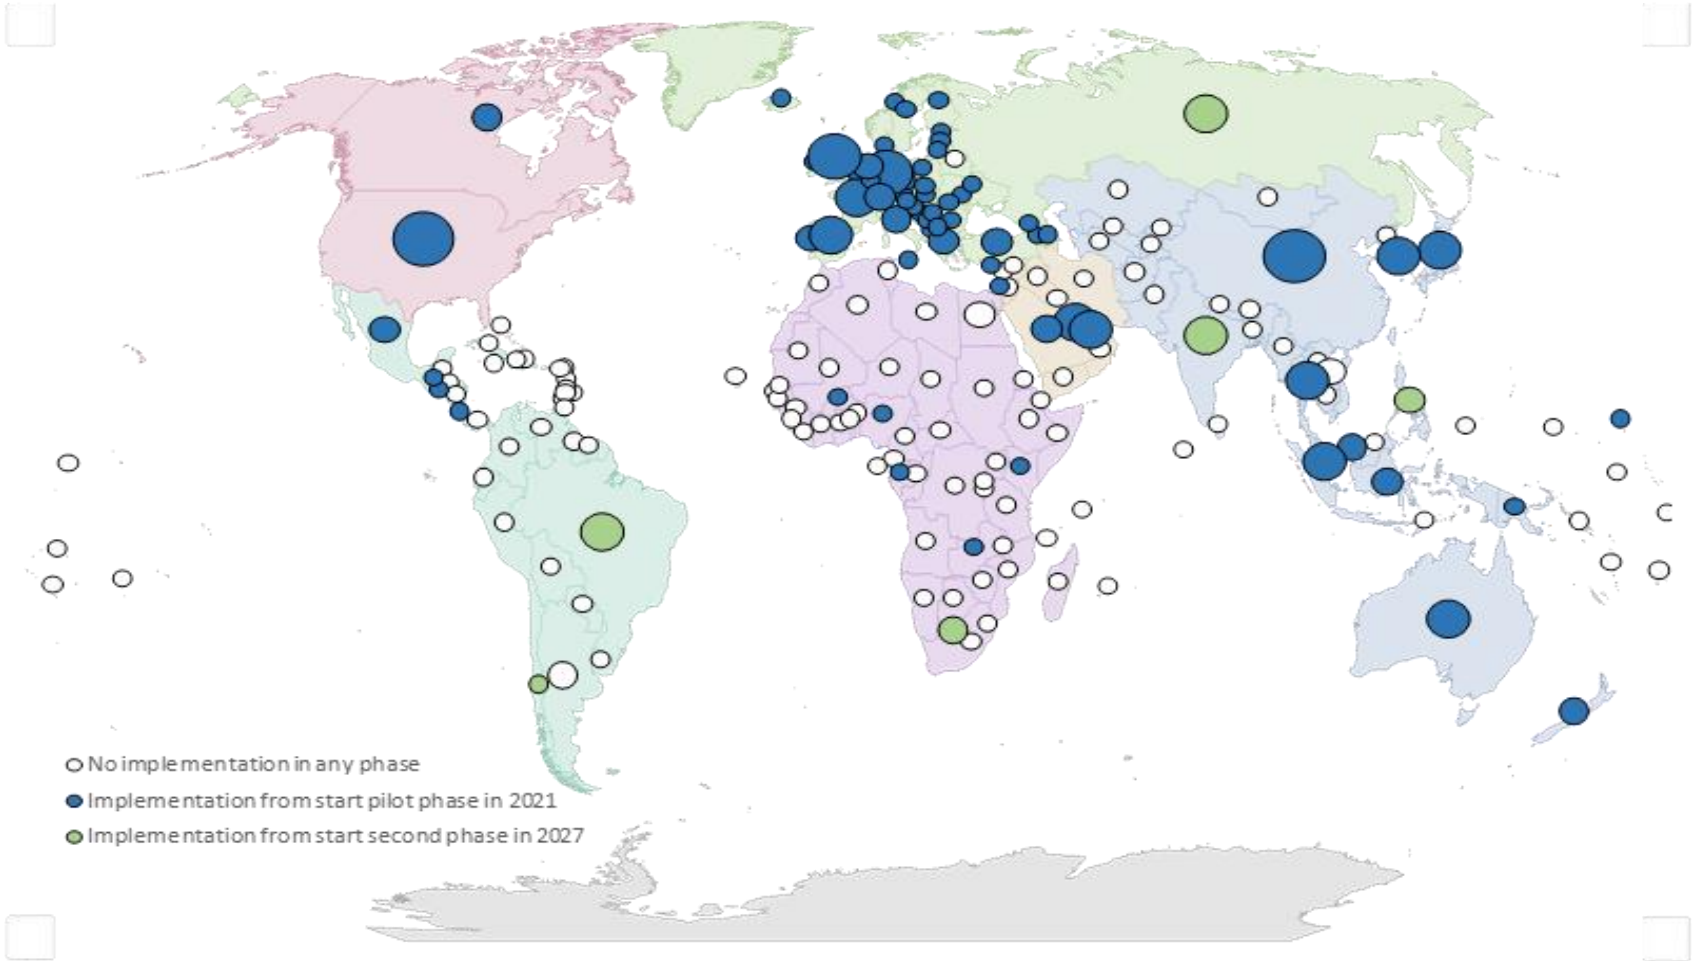 No implementation in any phase
Implementation from start pilot phase in 2021
Implementation from start second phase in 2027